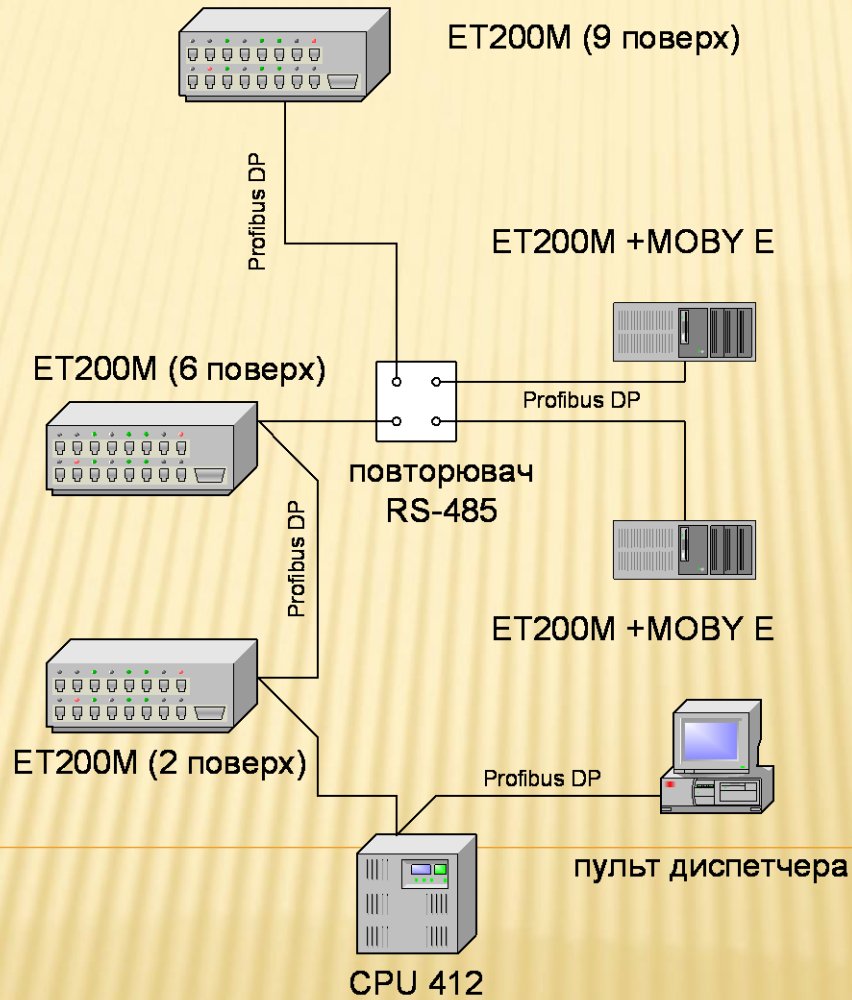 ET200M (9 поверх)
Profibus DP
ET200M +MOBY E
ET200M (6 поверх)
Profibus DP
повторювач
RS-485
Profibus DP
ET200M +MOBY E
ET200M (2 поверх)
Profibus DP
пульт диспетчера
CPU 412